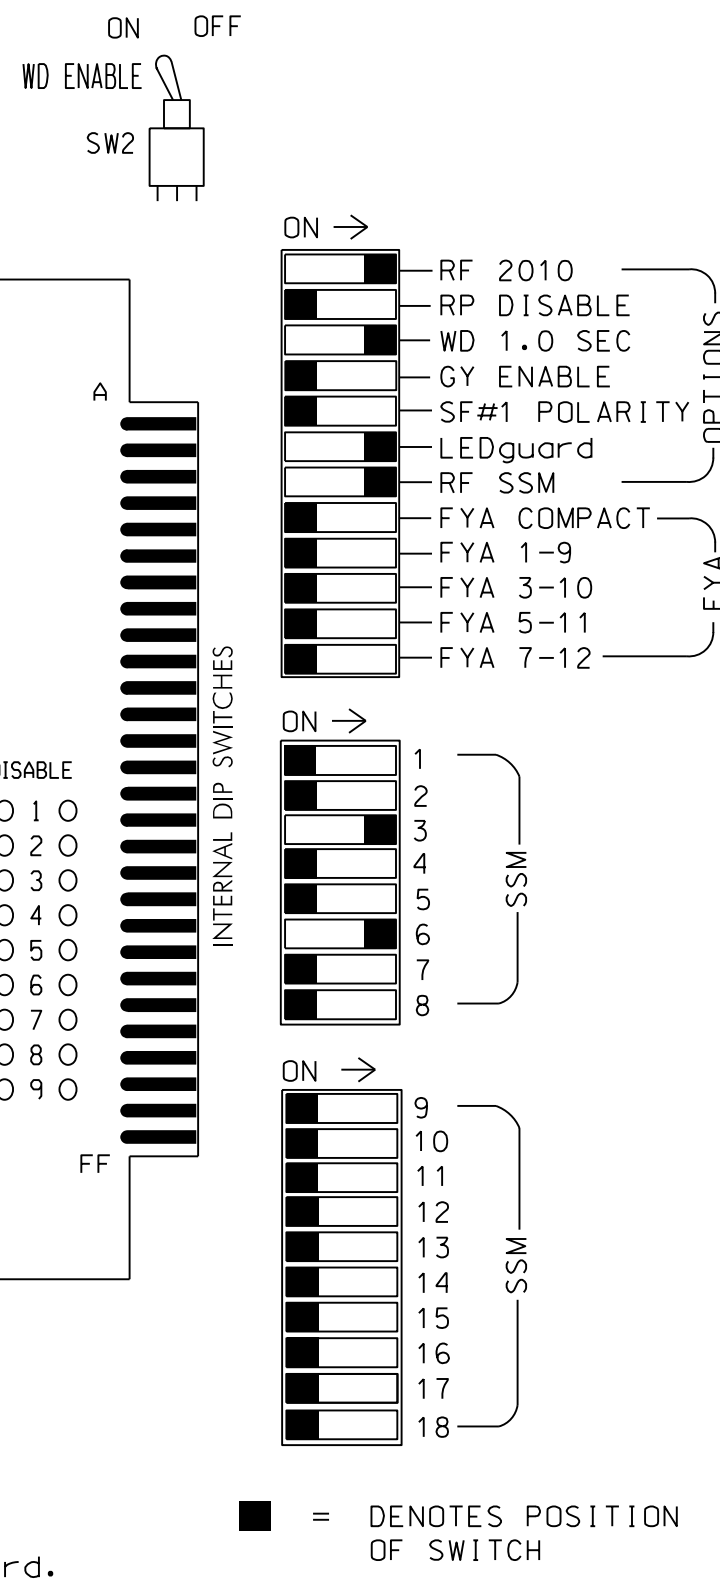 ON OFF
WD ENABLE
SW2
ON
RF 2010
RP DISABLE
WD 1.0 SEC
GY ENABLE
SF#1 POLARITY
LEDguard
RF SSM
OPTIONS
FYA COMPACT
FYA 1-9
FYA 3-10
FYA 5-11
FYA 7-12
FYA
A
FF
INTERNAL DIP SWITCHES
DISABLE
1
2
3
4
5
6
7
8
9
ON
1
2
3
4
5
6
7
8
SSM
ON
9
10
11
12
13
14
15
16
17
18
SSM
= DENOTES POSITION
OF SWITCH
rd.